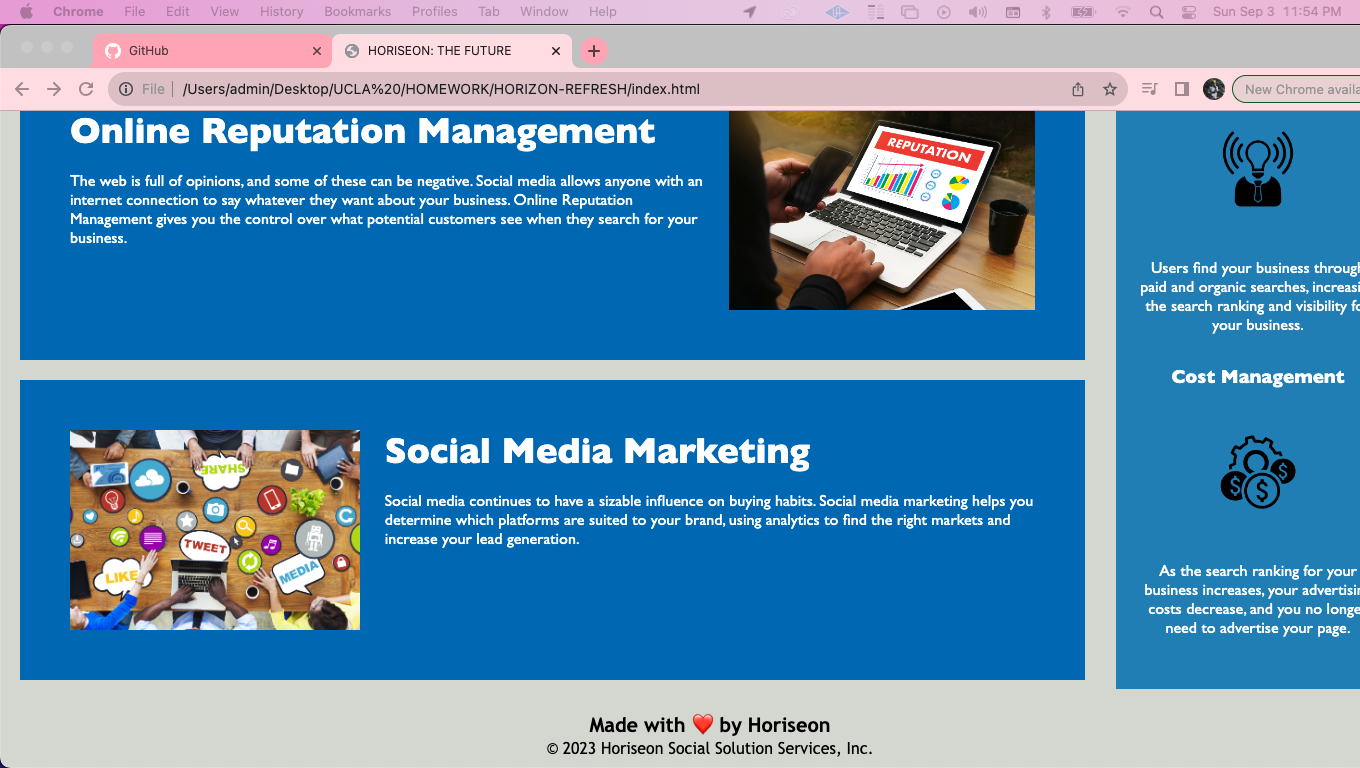 Chrome File Edit View History Bookmarks Profiles Tab Window Help Sun Sep 3 11:54 PM
GitHub HORISEON: THE FUTURE
File /Users/admin/Desktop/UCLA%20/HOMEWORK/HORIZON-REFRESH/index.html New Chrome availa
Online Reputation Management
The web is full of opinions, and some of these can be negative. Social media allows anyone with an
internet connection to say whatever they want about your business. Online Reputation
Management gives you the control over what potential customers see when they search for your
business.
REPUTATION
Users find your business through
paid and organic searches, increasi
the search ranking and visibility fo
your business.
Cost Management
Social Media Marketing
Social media continues to have a sizable influence on buying habits. Social media marketing helps you
determine which platforms are suited to your brand, using analytics to find the right markets and
increase your lead generation.
SHARE
TWEET
LIKE
MEDIA
As the search ranking for your
business increases, your advertisin
costs decrease, and you no longe
need to advertise your page.
Made with ❤️ by Horiseon
© 2023 Horiseon Social Solution Services, Inc.